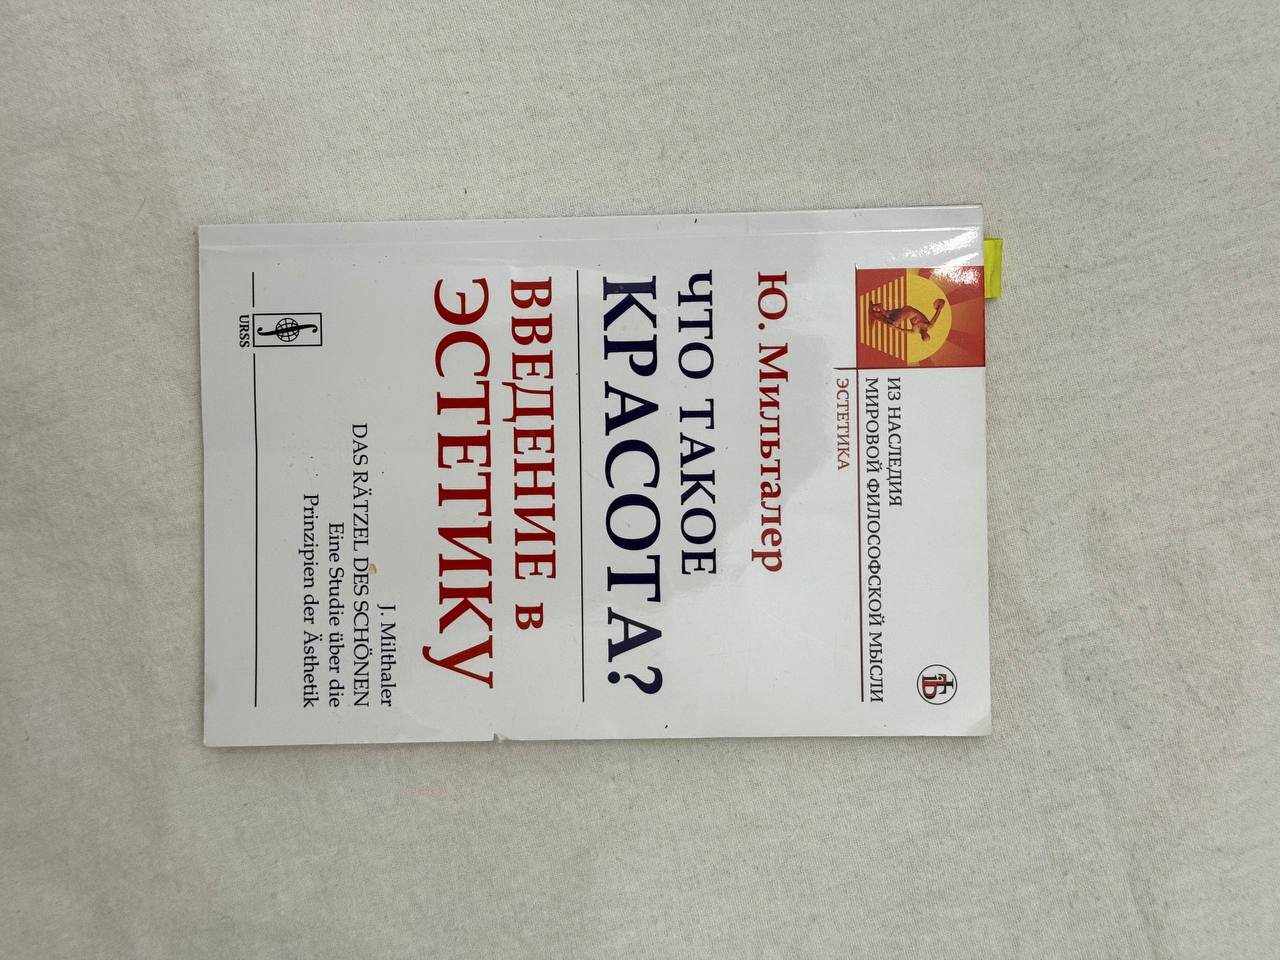 ИЗ НАСЛЕДИЯ
МИРОВОЙ ФИЛОСОФСКОЙ МЫСЛИ
ЭСТЕТИКА
Ю. Мильталер
ЧТО ТАКОЕ
КРАСОТА?
ВВЕДЕНИЕ в
ЭСТЕТИКУ
J. Milthaler
DAS RÄTZEL DES SCHÖNEN
Eine Studie über die
Prinzipien der Ästhetik
URSS